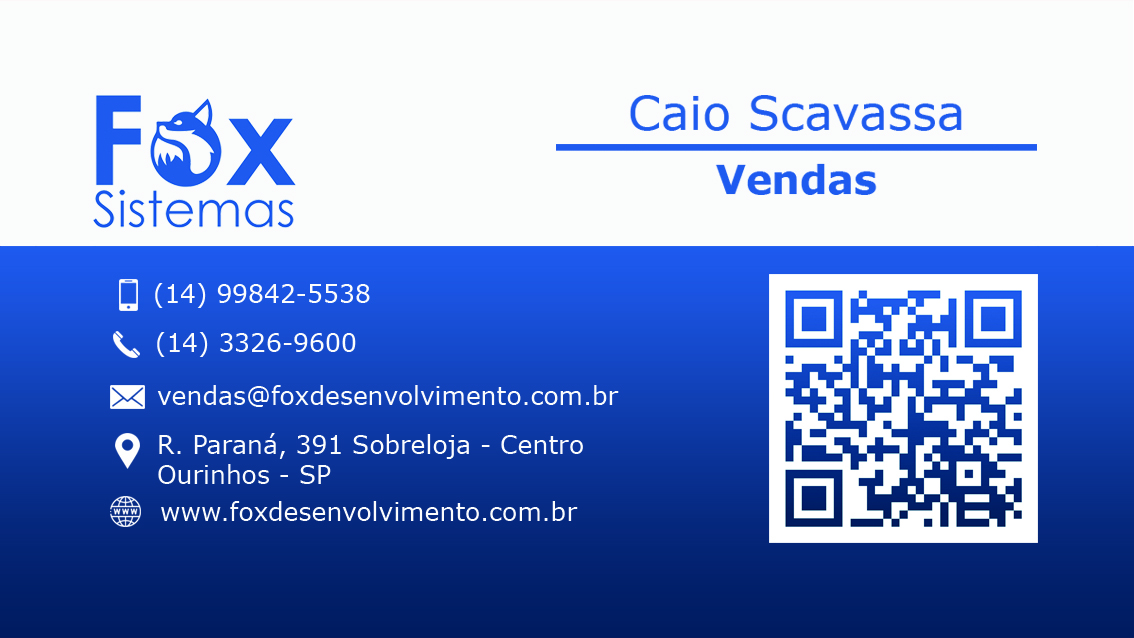 Fox
Sistemas
Caio Scavassa
Vendas
(14) 99842-5538
(14) 3326-9600
vendas@foxdesenvolvimento.com.br
R. Paraná, 391 Sobreloja - Centro
Ourinhos - SP
www www.foxdesenvolvimento.com.br